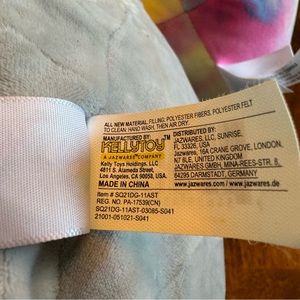 ALL NEW MATERIAL. FILLING, POLYESTER FIBERS, POLYESTER FELT
TO CLEAN: HAND WASH, THEN AIR DRY.
MANUFACTURED BY:
KELLYTOY™
A JAZWARES COMPANY
Kelly Toys Holdings, LLC
4811 S. Alameda Street,
Los Angeles, CA 90058, USA.
MADE IN CHINA
DISTRIBUTED BY:
JAZWARES, LLC, SUNRISE,
FL 33326, USA
Jazwares, 16A CRANE GROVE, LONDON
N7 8LE, UNITED KINGDOM
JAZWARES GMBH, MINA-REES-STR. 8,
64295 DARMSTADT, GERMANY
www.jazwares.com
www.jazwares.de
Item # SQ21DG-11AST
REG. NO. PA-17539(CN)
SQ21DG-11AST-03085-S041
21001-051021-S041